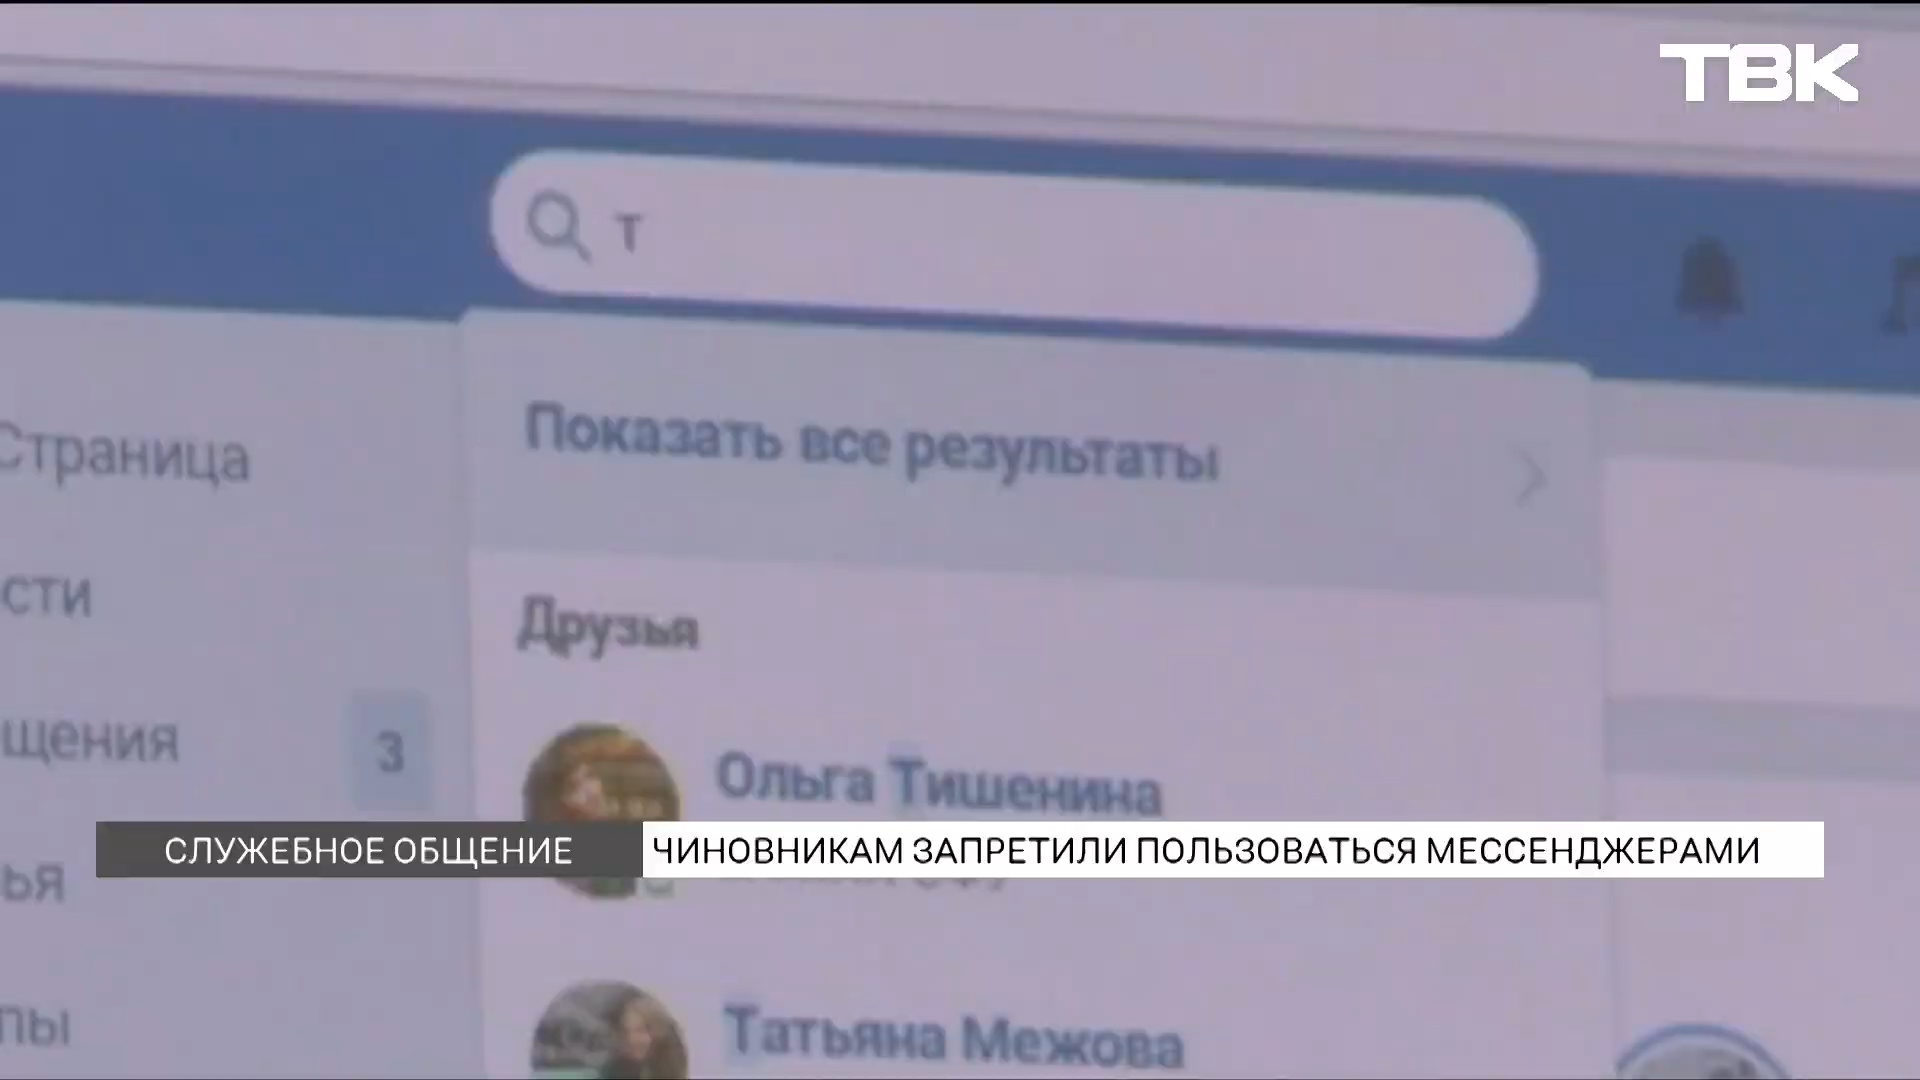 ТВК
т
Показать все результаты
Страница
сти
Друзья
щения 3
Ольга Тишенина
СЛУЖЕБНОЕ ОБЩЕНИЕ ЧИНОВНИКАМ ЗАПРЕТИЛИ ПОЛЬЗОВАТЬСЯ МЕССЕНДЖЕРАМИ
ья
пы
Татьяна Межова